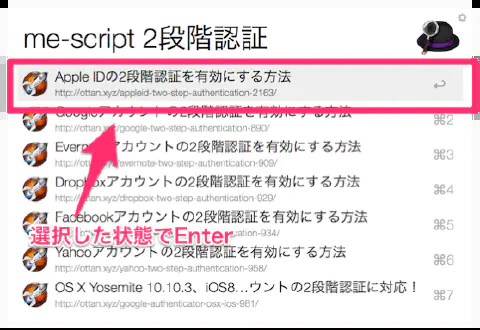 me-script 2段階認証
Apple IDの2段階認証を有効にする方法
http://ottan.xyz/appleid-two-step-authentication-2163/
Googleアカウントの2段階認証を有効にする方法
http://ottan.xyz/google-two-step-authentication-890/
⌘2
Evernoteアカウントの2段階認証を有効にする方法
http://ottan.xyz/evernote-two-step-authentication-909/
⌘3
Dropboxアカウントの2段階認証を有効にする方法
http://ottan.xyz/dropbox-two-step-authentication-929/
⌘4
Facebookアカウントの2段階認証を有効にする方法
-two-step-authentication-934/
⌘5
選択した状態でEnter
Yahooアカウントの2段階認証を有効にする方法
http://ottan.xyz/yahoo-two-step-authentication-958/
⌘6
OS X Yosemite 10.10.3、iOS8...ウントの2段階認証に対応！
http://ottan.xyz/google-authenticator-osx-ios-981/
⌘7